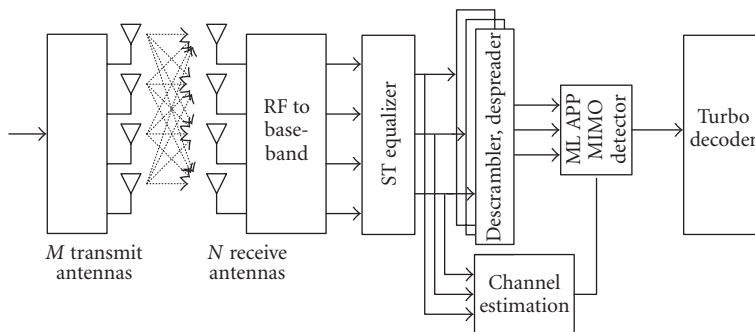 M transmit
antennas
N receive
antennas
RF to
base-
band
ST equalizer
Descrambler, despreader
Channel
estimation
ML APP
MIMO
detector
Turbo
decoder